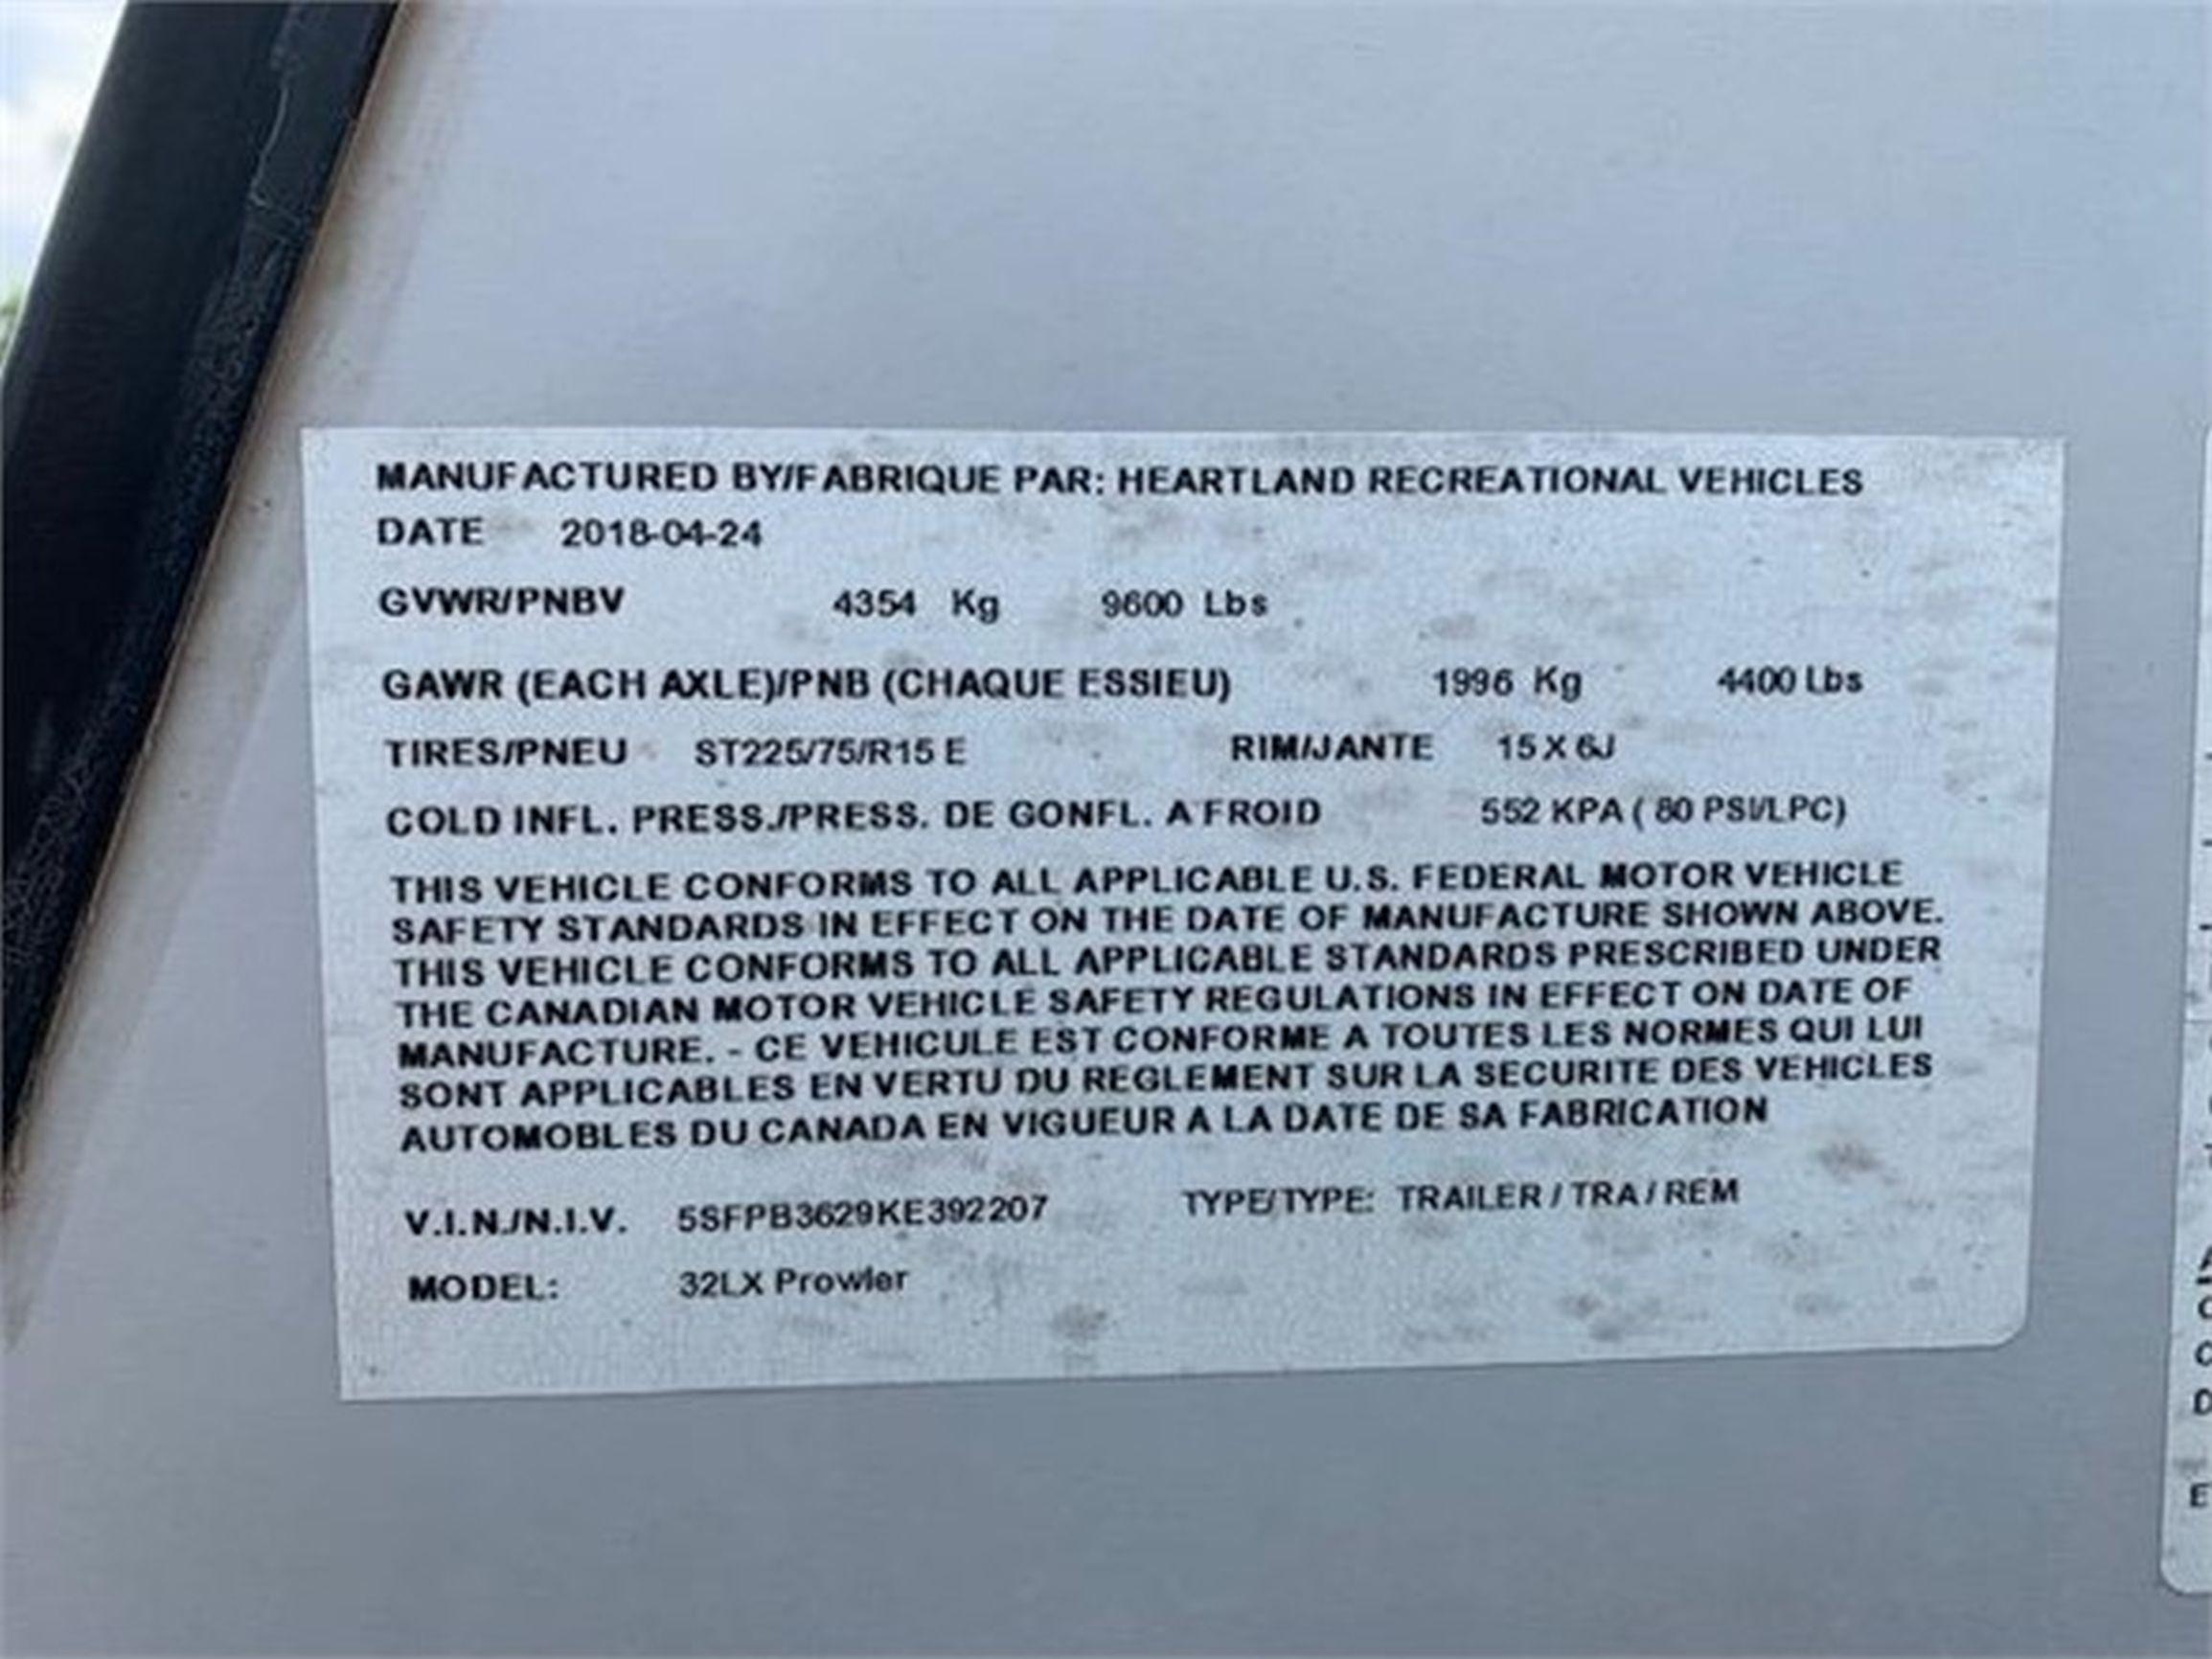 MANUFACTURED BY/FABRIQUE PAR: HEARTLAND RECREATIONAL VEHICLES
DATE 2018-04-24
GVWR/PNBV 4354 Kg 9600 Lbs
GAWR (EACH AXLE)/PNB (CHAQUE ESSIEU) 1996 Kg 4400 Lbs
TIRES/PNEU ST225/75/R15 E RIM/JANTE 15 X 6J
COLD INFL. PRESS./PRESS. DE GONFL. A FROID 552 KPA ( 80 PSI/LPC)
THIS VEHICLE CONFORMS TO ALL APPLICABLE U.S. FEDERAL MOTOR VEHICLE
SAFETY STANDARDS IN EFFECT ON THE DATE OF MANUFACTURE SHOWN ABOVE.
THIS VEHICLE CONFORMS TO ALL APPLICABLE STANDARDS PRESCRIBED UNDER
THE CANADIAN MOTOR VEHICLE SAFETY REGULATIONS IN EFFECT ON DATE OF
MANUFACTURE. - CE VEHICULE EST CONFORME A TOUTES LES NORMES QUI LUI
SONT APPLICABLES EN VERTU DU REGLEMENT SUR LA SECURITE DES VEHICLES
AUTOMOBLES DU CANADA EN VIGUEUR A LA DATE DE SA FABRICATION
V.I.N./N.I.V. 5SFPB3629KE392207 TYPE/TYPE: TRAILER / TRA / REM
MODEL: 32LX Prowler